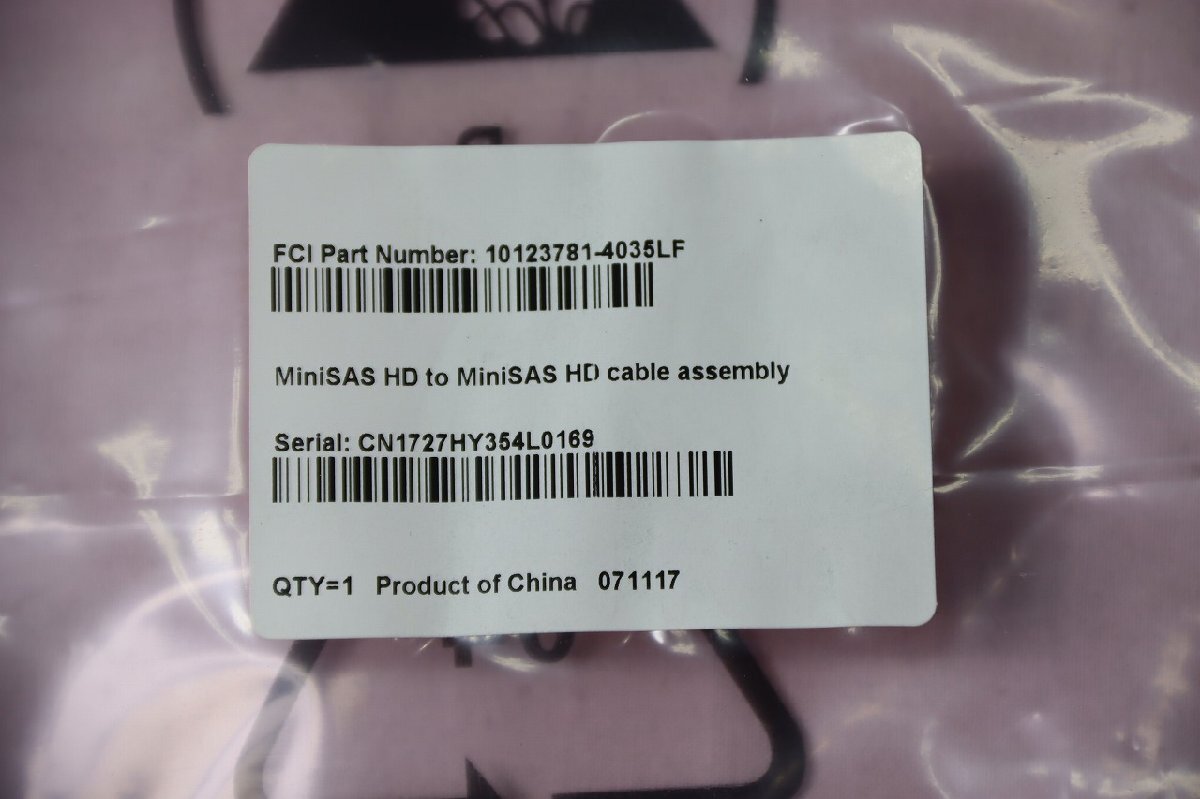 FCI Part Number: 10123781-4035LF
MiniSAS HD to MiniSAS HD cable assembly
Serial: CN1727HY354L0169
QTY=1 Product of China 071117